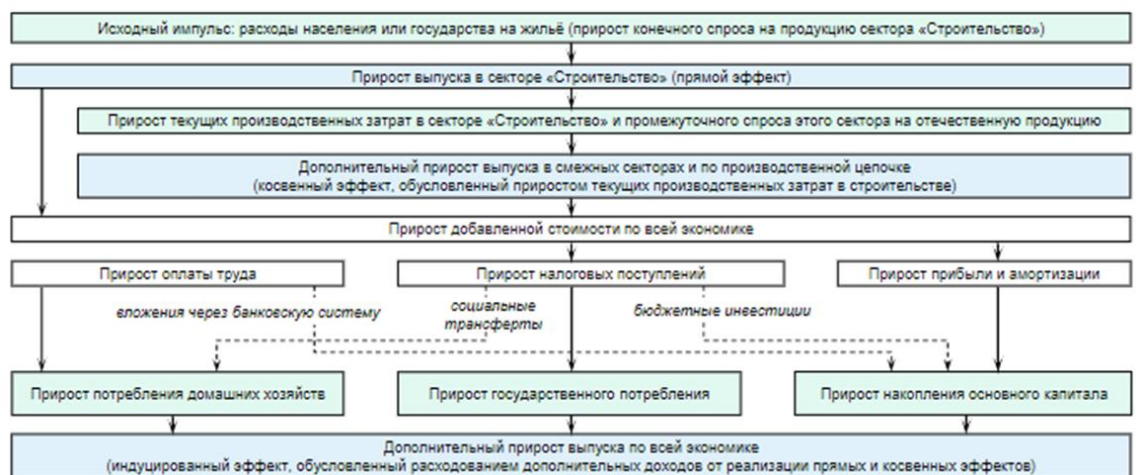 Исходный импульс: расходы населения или государства на жильё (прирост конечного спроса на продукцию сектора «Строительство»)
Прирост выпуска в секторе «Строительство» (прямой эффект)
Прирост текущих производственных затрат в секторе «Строительство» и промежуточного спроса этого сектора на отечественную продукцию
Дополнительный прирост выпуска в смежных секторах и по производственной цепочке
(косвенный эффект, обусловленный приростом текущих производственных затрат в строительстве)
Прирост добавленной стоимости по всей экономике
Прирост оплаты труда
Прирост налоговых поступлений
Прирост прибыли и амортизации
вложения через банковскую систему
социальные
трансферты
бюджетные инвестиции
Прирост потребления домашних хозяйств
Прирост государственного потребления
Прирост накопления основного капитала
Дополнительный прирост выпуска по всей экономике
(индуцированный эффект, обусловленный расходованием дополнительных доходов от реализации прямых и косвенных эффектов)